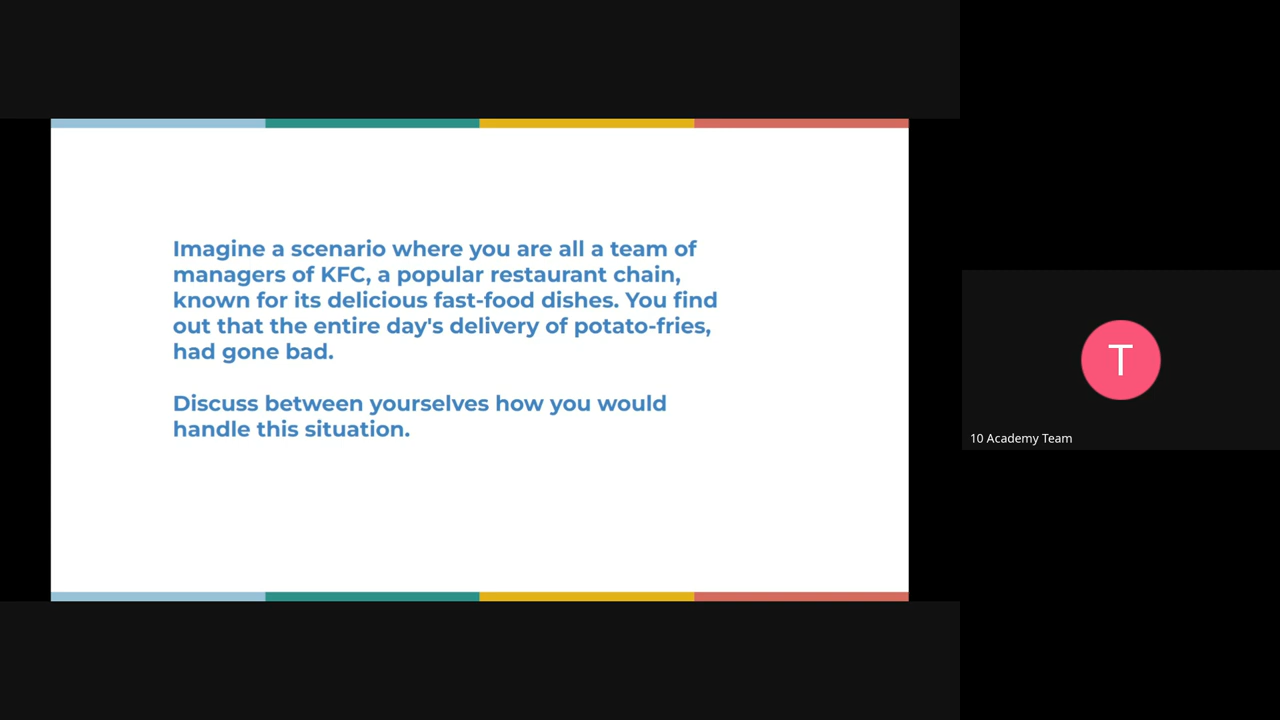 Imagine a scenario where you are all a team of
managers of KFC, a popular restaurant chain,
known for its delicious fast-food dishes. You find
out that the entire day's delivery of potato-fries,
had gone bad.
Discuss between yourselves how you would
handle this situation.
T
10 Academy Team